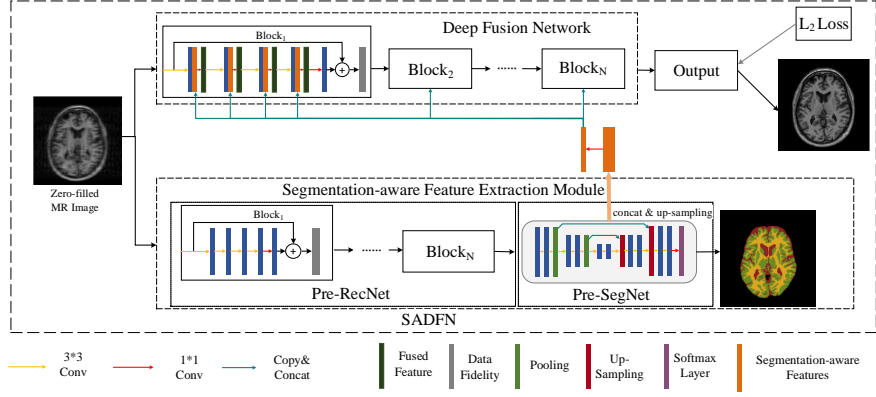 Deep Fusion Network
L₂ Loss
Block₁
Block₂
......
Block_N
Output
Zero-filled
MR Image
Segmentation-aware Feature Extraction Module
concat & up-sampling
Block₁
......
Block_N
Pre-RecNet
Pre-SegNet
SADFN
3*3
Conv
1*1
Conv
Copy&
Concat
Fused
Feature
Data
Fidelity
Pooling
Up-
Sampling
Softmax
Layer
Segmentation-aware
Features